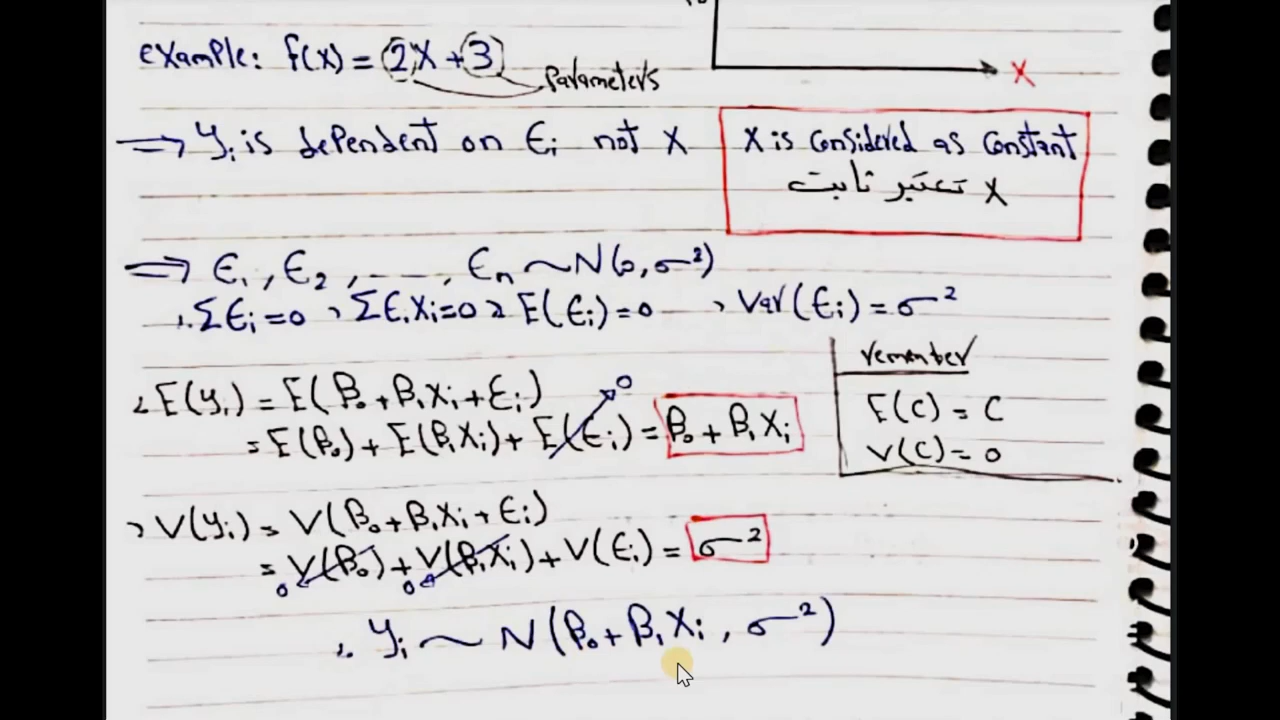 example: f(x) = 2x + 3
Parameters
x
⟹ yᵢ is dependent on ϵᵢ not x
x is considered as constant
x تعتبر ثابت
⟹ ϵ₁, ϵ₂, ----, ϵₙ ~ N(0, σ²)
∴ Σϵᵢ = 0 , Σϵᵢxᵢ = 0 , E(ϵᵢ) = 0 , Var(ϵᵢ) = σ²
remember
E(C) = C
V(C) = 0
, E(yᵢ) = E(β₀ + β₁xᵢ + ϵᵢ)
= E(β₀) + E(β₁xᵢ) + E(ϵᵢ) = β₀ + β₁xᵢ
0
, V(yᵢ) = V(β₀ + β₁xᵢ + ϵᵢ)
= V(β₀) + V(β₁xᵢ) + V(ϵᵢ) = σ²
0 0
∴ yᵢ ~ N(β₀ + β₁xᵢ, σ²)